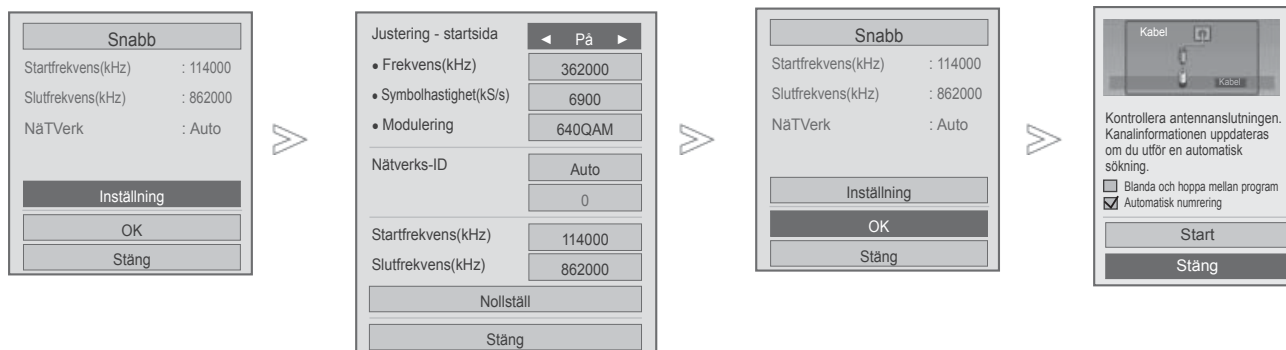 Snabb
Startfrekvens(kHz) : 114000
Slutfrekvens(kHz) : 862000
NäTVerk : Auto
Inställning
OK
Stäng
Justering - startsida ◄ På ►
• Frekvens(kHz) 362000
• Symbolhastighet(kS/s) 6900
• Modulering 640QAM
Nätverks-ID Auto
0
Startfrekvens(kHz) 114000
Slutfrekvens(kHz) 862000
Nollställ
Stäng
Snabb
Startfrekvens(kHz) : 114000
Slutfrekvens(kHz) : 862000
NäTVerk : Auto
Inställning
OK
Stäng
Kabel
Kabel
Kontrollera antennanslutningen.
Kanalinformationen uppdateras
om du utför en automatisk
sökning.
Blanda och hoppa mellan program
Automatisk numrering
Start
Stäng